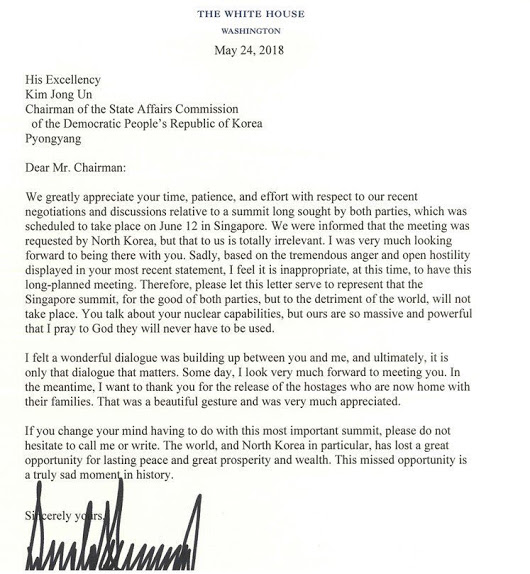 THE WHITE HOUSE
WASHINGTON
May 24, 2018
His Excellency
Kim Jong Un
Chairman of the State Affairs Commission
of the Democratic People's Republic of Korea
Pyongyang
Dear Mr. Chairman:
We greatly appreciate your time, patience, and effort with respect to our recent
negotiations and discussions relative to a summit long sought by both parties, which was
scheduled to take place on June 12 in Singapore. We were informed that the meeting was
requested by North Korea, but that to us is totally irrelevant. I was very much looking
forward to being there with you. Sadly, based on the tremendous anger and open hostility
displayed in your most recent statement, I feel it is inappropriate, at this time, to have this
long-planned meeting. Therefore, please let this letter serve to represent that the
Singapore summit, for the good of both parties, but to the detriment of the world, will not
take place. You talk about your nuclear capabilities, but ours are so massive and powerful
that I pray to God they will never have to be used.
I felt a wonderful dialogue was building up between you and me, and ultimately, it is
only that dialogue that matters. Some day, I look very much forward to meeting you. In
the meantime, I want to thank you for the release of the hostages who are now home with
their families. That was a beautiful gesture and was very much appreciated.
If you change your mind having to do with this most important summit, please do not
hesitate to call me or write. The world, and North Korea in particular, has lost a great
opportunity for lasting peace and great prosperity and wealth. This missed opportunity is
a truly sad moment in history.
Sincerely yours,